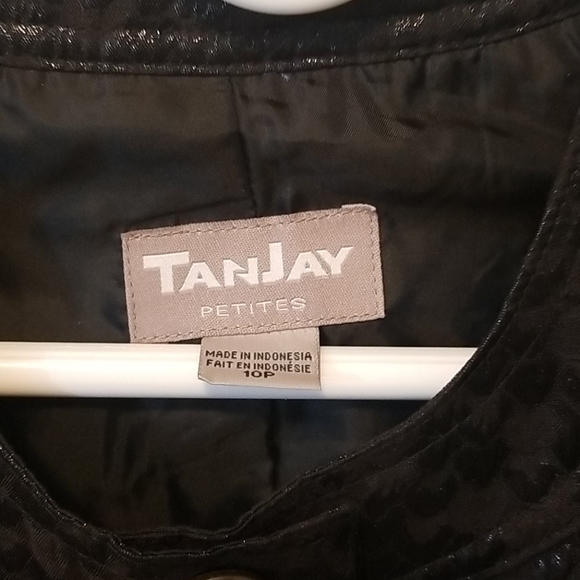 TANJAY
PETITES
MADE IN INDONESIA
FAIT EN INDONÉSIE
10P